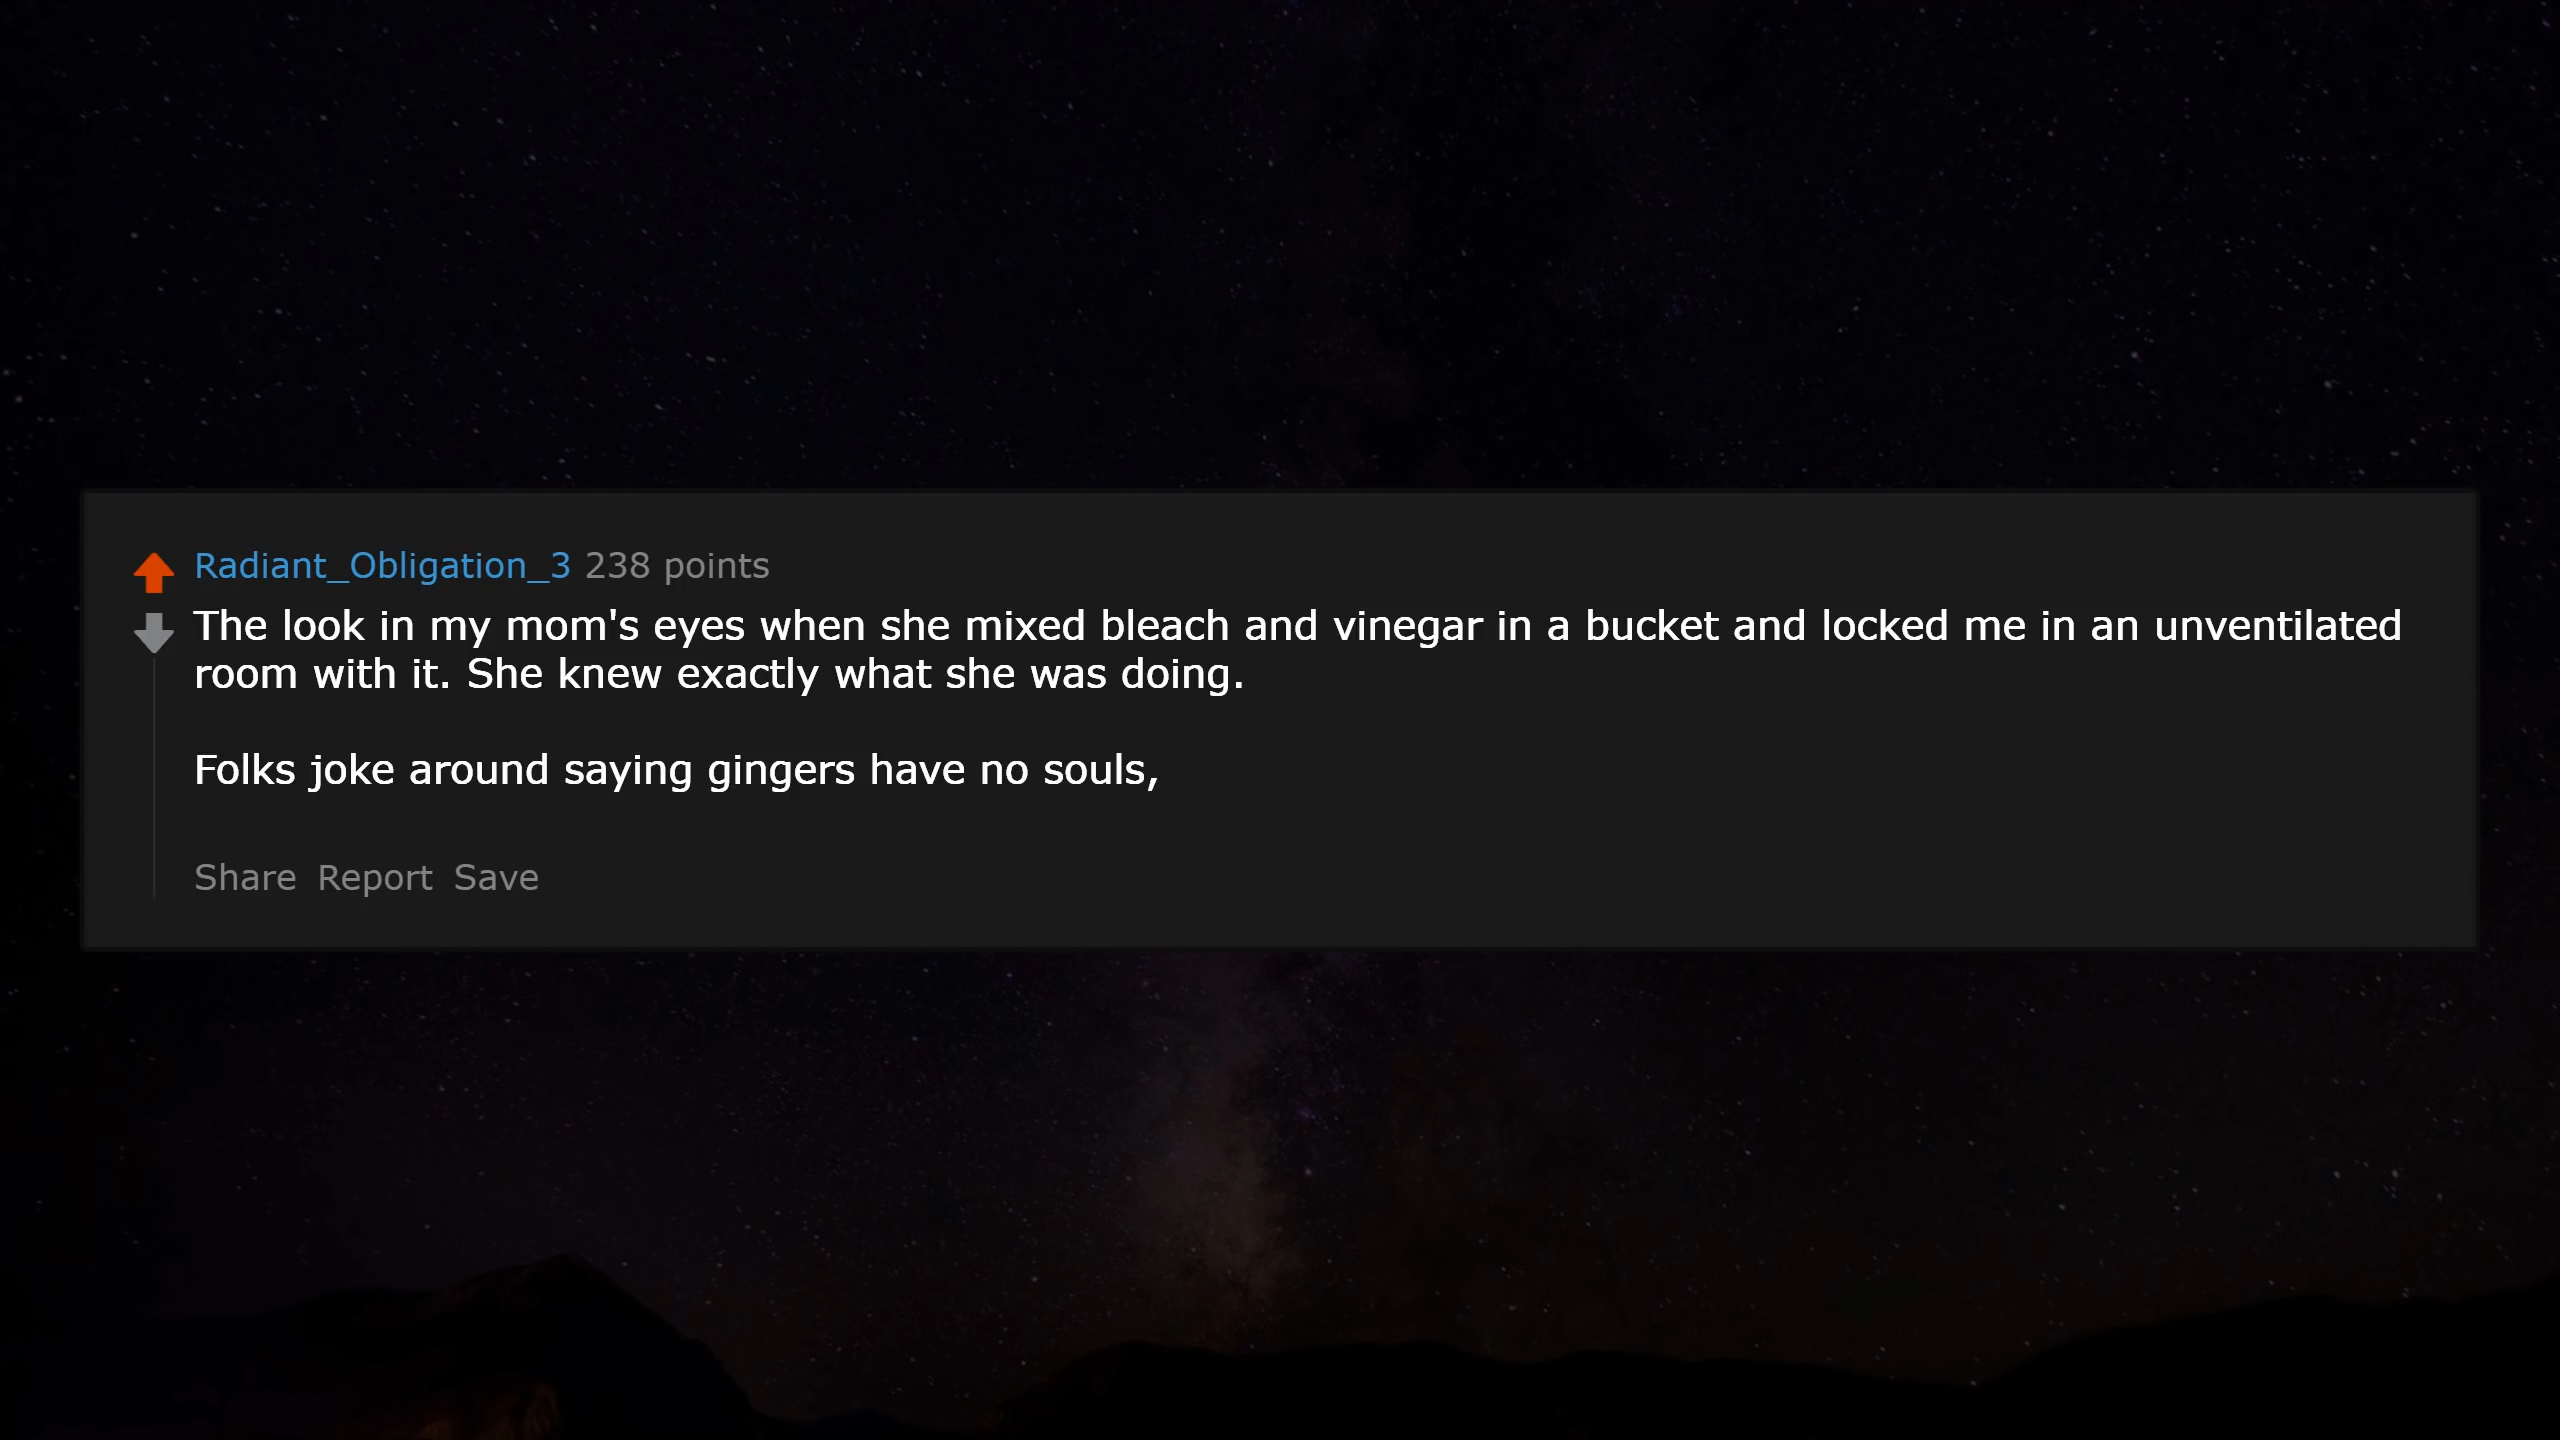 Radiant_Obligation_3 238 points
The look in my mom's eyes when she mixed bleach and vinegar in a bucket and locked me in an unventilated
room with it. She knew exactly what she was doing.
Folks joke around saying gingers have no souls,
Share Report Save